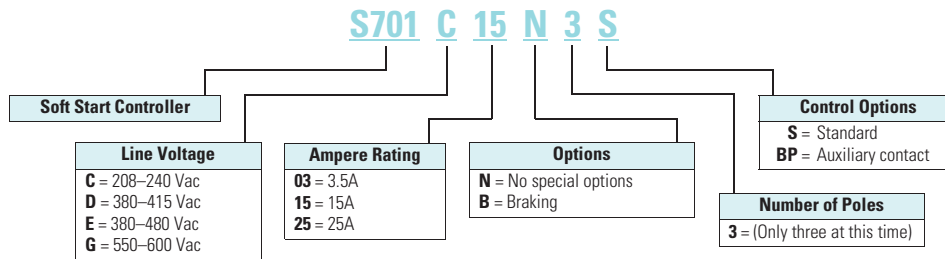 S701 C 15 N 3 S
Soft Start Controller
Line Voltage
C = 208–240 Vac
D = 380–415 Vac
E = 380–480 Vac
G = 550–600 Vac
Ampere Rating
03 = 3.5A
15 = 15A
25 = 25A
Options
N = No special options
B = Braking
Number of Poles
3 = (Only three at this time)
Control Options
S = Standard
BP = Auxiliary contact